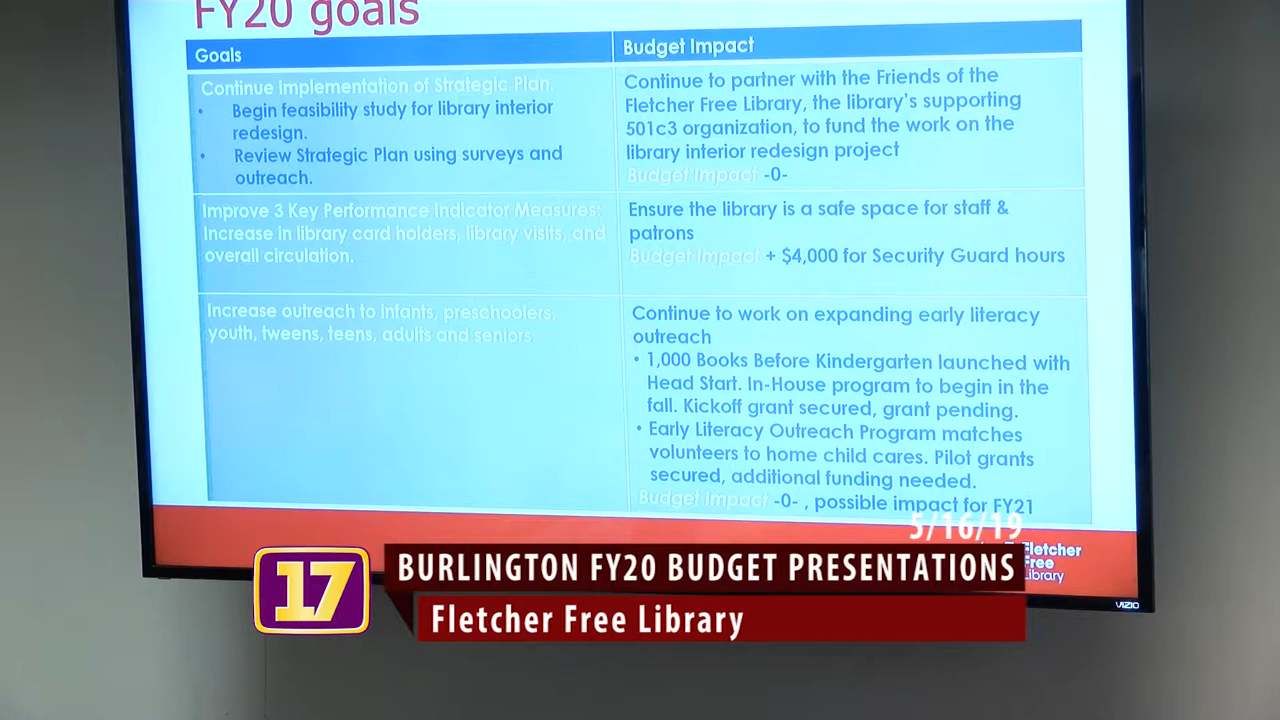 FY20 goals
Goals
Budget Impact
Continue Implementation of Strategic Plan.
• Begin feasibility study for library interior
redesign.
• Review Strategic Plan using surveys and
outreach.
Continue to partner with the Friends of the
Fletcher Free Library, the library's supporting
501c3 organization, to fund the work on the
library interior redesign project
Budget Impact -0-
Improve 3 Key Performance Indicator Measures:
Increase in library card holders, library visits, and
overall circulation.
Ensure the library is a safe space for staff &
patrons
Budget Impact + $4,000 for Security Guard hours
Increase outreach to infants, preschoolers,
youth, tweens, teens, adults and seniors
Continue to work on expanding early literacy
outreach
• 1,000 Books Before Kindergarten launched with
Head Start. In-House program to begin in the
fall. Kickoff grant secured, grant pending.
• Early Literacy Outreach Program matches
volunteers to home child cares. Pilot grants
secured, additional funding needed.
Budget Impact -0- , possible impact for FY21
5/16/19
Fletcher
Free
Library
VIZIO
17
BURLINGTON FY20 BUDGET PRESENTATIONS
Fletcher Free Library